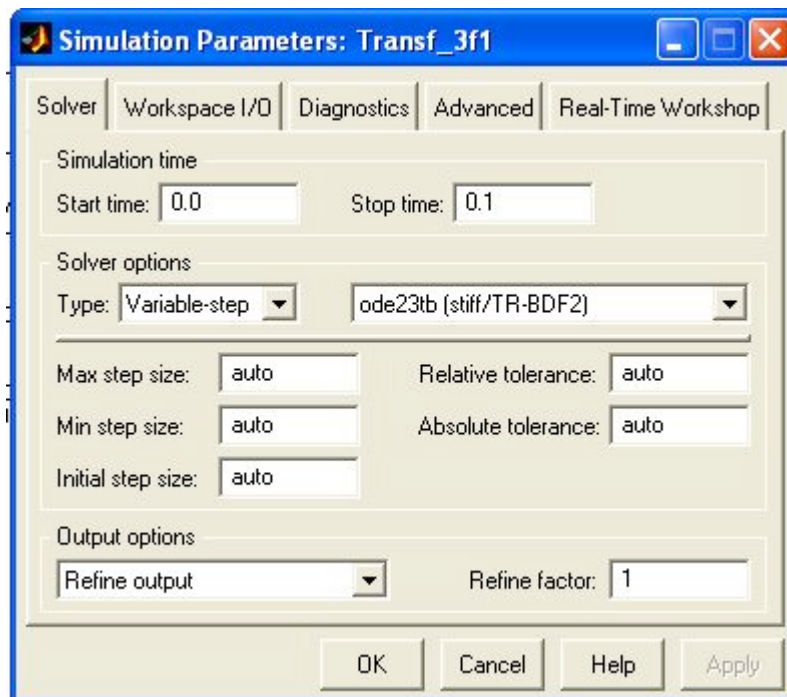 Simulation Parameters: Transf_3f1
Solver Workspace I/O Diagnostics Advanced Real-Time Workshop
Simulation time
Start time: 0.0 Stop time: 0.1
Solver options
Type: Variable-step ode23tb (stiff/TR-BDF2)
Max step size: auto Relative tolerance: auto
Min step size: auto Absolute tolerance: auto
Initial step size: auto
Output options
Refine output Refine factor: 1
OK Cancel Help Apply